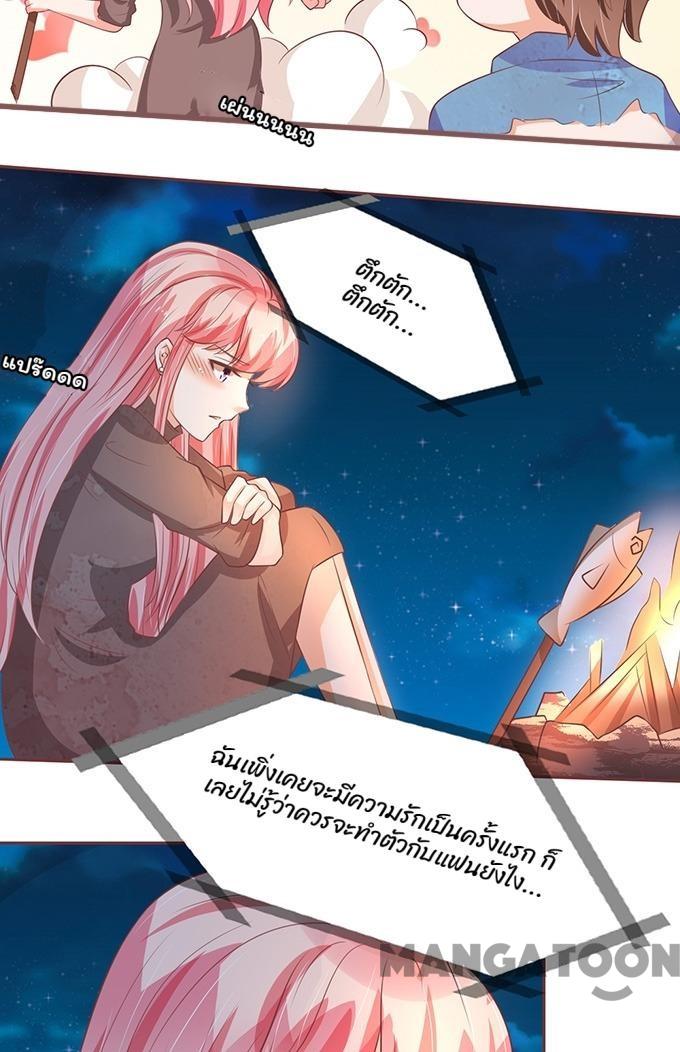 เผ่นนนนน
ตึกตัก...
ตึกตัก...
แปร๊ดดด
ฉันเพิ่งเคยจะมีความรักเป็นครั้งแรก ก็
เลยไม่รู้ว่าควรจะทำตัวกับแฟนยังไง...
MANGATOON